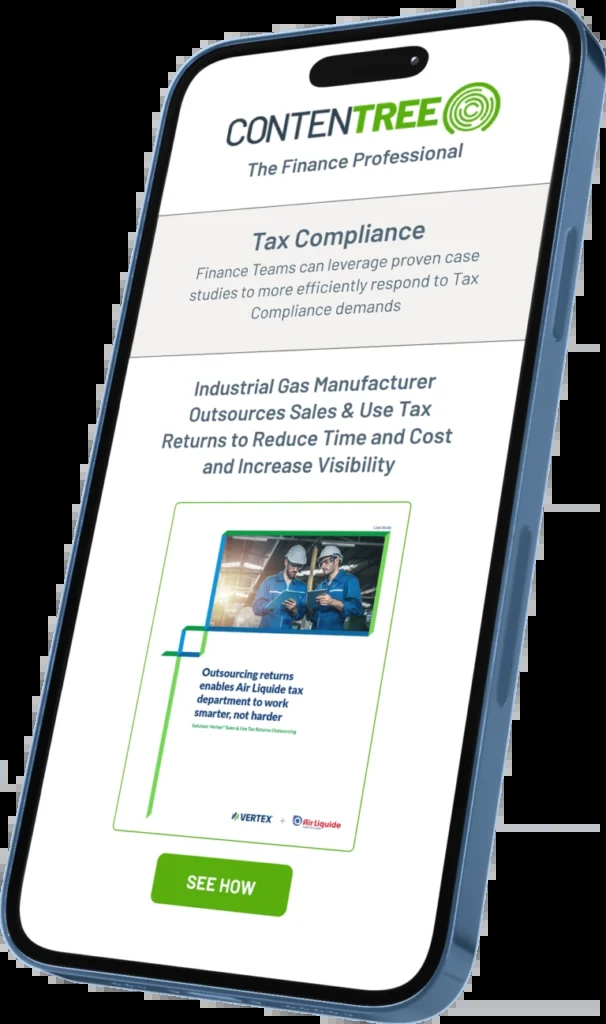 CONTENTREE
The Finance Professional
Tax Compliance
Finance Teams can leverage proven case
studies to more efficiently respond to Tax
Compliance demands
Industrial Gas Manufacturer
Outsources Sales & Use Tax
Returns to Reduce Time and Cost
and Increase Visibility
Case Study
Outsourcing returns
enables Air Liquide tax
department to work
smarter, not harder
Solution: Vertex® Sales & Use Tax Returns Outsourcing
VERTEX + Air Liquide
SEE HOW